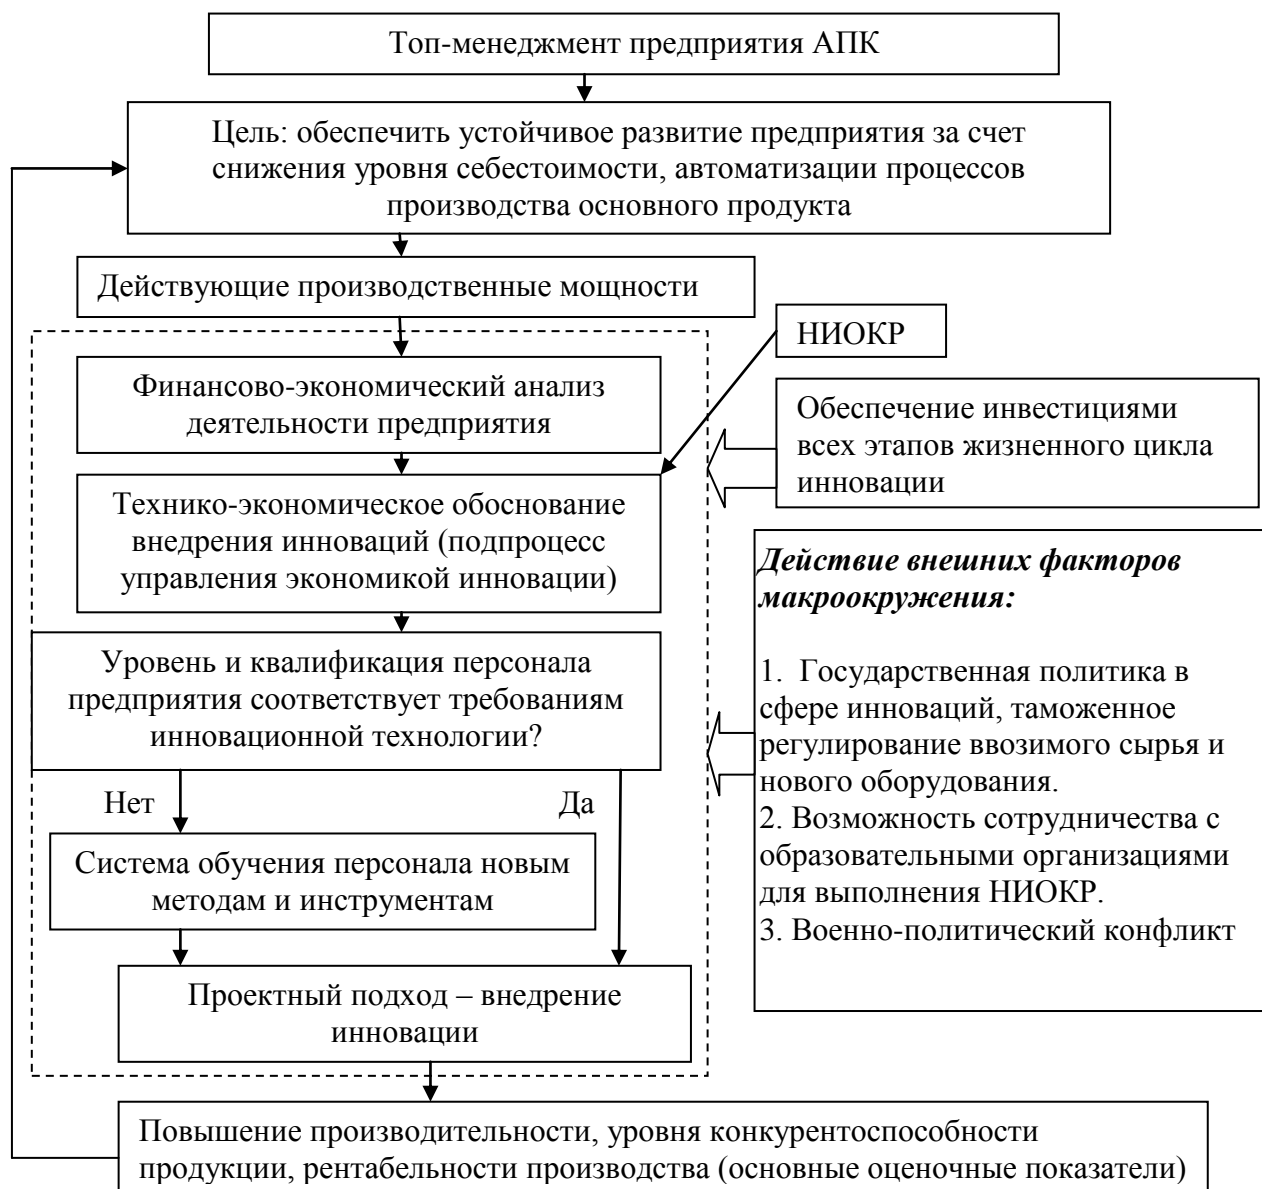 Топ-менеджмент предприятия АПК
Цель: обеспечить устойчивое развитие предприятия за счет
снижения уровня себестоимости, автоматизации процессов
производства основного продукта
Действующие производственные мощности
НИОКР
Финансово-экономический анализ
деятельности предприятия
Обеспечение инвестициями
всех этапов жизненного цикла
инновации
Технико-экономическое обоснование
внедрения инноваций (подпроцесс
управления экономикой инновации)
Действие внешних факторов
макроокружения:
1. Государственная политика в
сфере инноваций, таможенное
регулирование ввозимого сырья и
нового оборудования.
2. Возможность сотрудничества с
образовательными организациями
для выполнения НИОКР.
3. Военно-политический конфликт
Уровень и квалификация персонала
предприятия соответствует требованиям
инновационной технологии?
Нет
Да
Система обучения персонала новым
методам и инструментам
Проектный подход – внедрение
инновации
Повышение производительности, уровня конкурентоспособности
продукции, рентабельности производства (основные оценочные показатели)